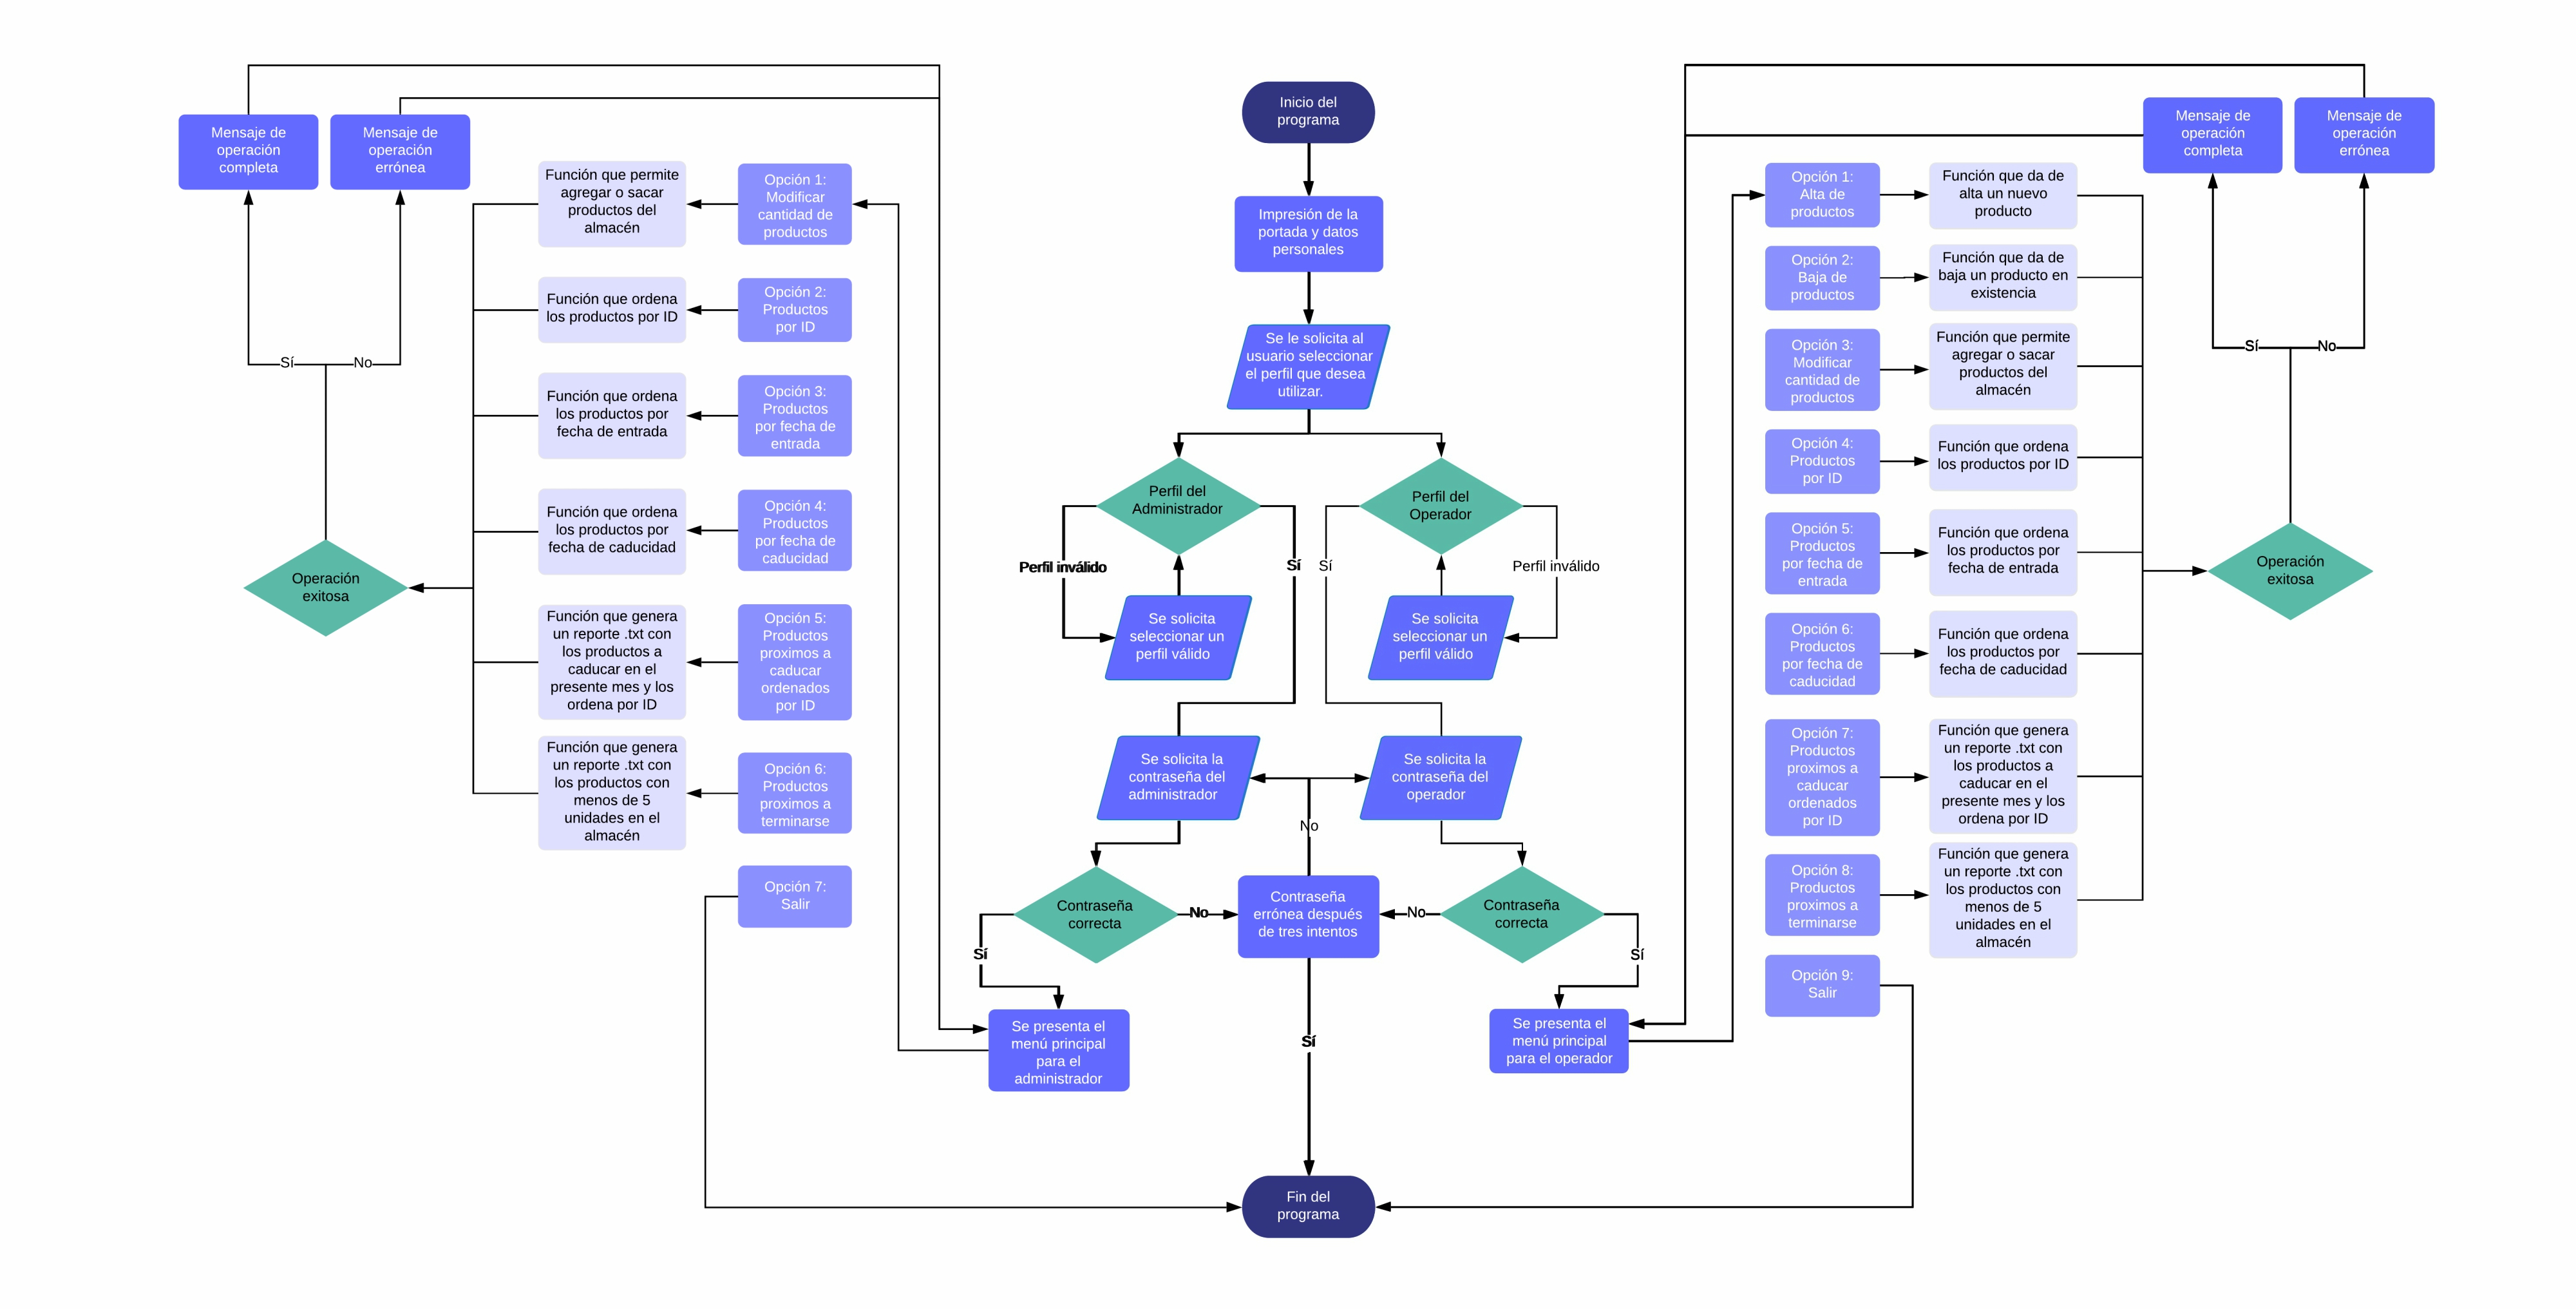 Inicio del
programa
Impresión de la
portada y datos
personales
Se le solicita al
usuario seleccionar
el perfil que desea
utilizar.
Perfil del
Administrador
Perfil del
Operador
Perfil inválido
Sí
Sí
Perfil inválido
Se solicita
seleccionar un
perfil válido
Se solicita
seleccionar un
perfil válido
Se solicita la
contraseña del
administrador
Se solicita la
contraseña del
operador
No
Contraseña
correcta
No
Contraseña
errónea después
de tres intentos
No
Contraseña
correcta
Sí
Sí
Se presenta el
menú principal
para el
administrador
Sí
Se presenta el
menú principal
para el operador
Fin del
programa
Mensaje de
operación
completa
Mensaje de
operación
errónea
Sí
No
Operación
exitosa
Función que permite
agregar o sacar
productos del
almacén
Opción 1:
Modificar
cantidad de
productos
Función que ordena
los productos por ID
Opción 2:
Productos
por ID
Función que ordena
los productos por
fecha de entrada
Opción 3:
Productos
por fecha de
entrada
Función que ordena
los productos por
fecha de caducidad
Opción 4:
Productos
por fecha de
caducidad
Función que genera
un reporte .txt con
los productos a
caducar en el
presente mes y los
ordena por ID
Opción 5:
Productos
proximos a
caducar
ordenados
por ID
Función que genera
un reporte .txt con
los productos con
menos de 5
unidades en el
almacén
Opción 6:
Productos
proximos a
terminarse
Opción 7:
Salir
Opción 1:
Alta de
productos
Función que da de
alta un nuevo
producto
Opción 2:
Baja de
productos
Función que da de
baja un producto en
existencia
Opción 3:
Modificar
cantidad de
productos
Función que permite
agregar o sacar
productos del
almacén
Opción 4:
Productos
por ID
Función que ordena
los productos por ID
Opción 5:
Productos
por fecha de
entrada
Función que ordena
los productos por
fecha de entrada
Opción 6:
Productos
por fecha de
caducidad
Función que ordena
los productos por
fecha de caducidad
Opción 7:
Productos
proximos a
caducar
ordenados
por ID
Función que genera
un reporte .txt con
los productos a
caducar en el
presente mes y los
ordena por ID
Opción 8:
Productos
proximos a
terminarse
Función que genera
un reporte .txt con
los productos con
menos de 5
unidades en el
almacén
Opción 9:
Salir
Mensaje de
operación
completa
Mensaje de
operación
errónea
Sí
No
Operación
exitosa